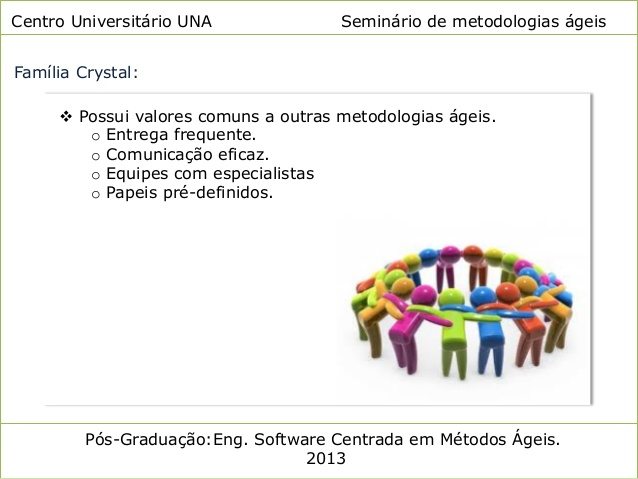 Centro Universitário UNA Seminário de metodologias ágeis
Família Crystal:
❖ Possui valores comuns a outras metodologias ágeis.
o Entrega frequente.
o Comunicação eficaz.
o Equipes com especialistas
o Papeis pré-definidos.
Pós-Graduação:Eng. Software Centrada em Métodos Ágeis.
2013